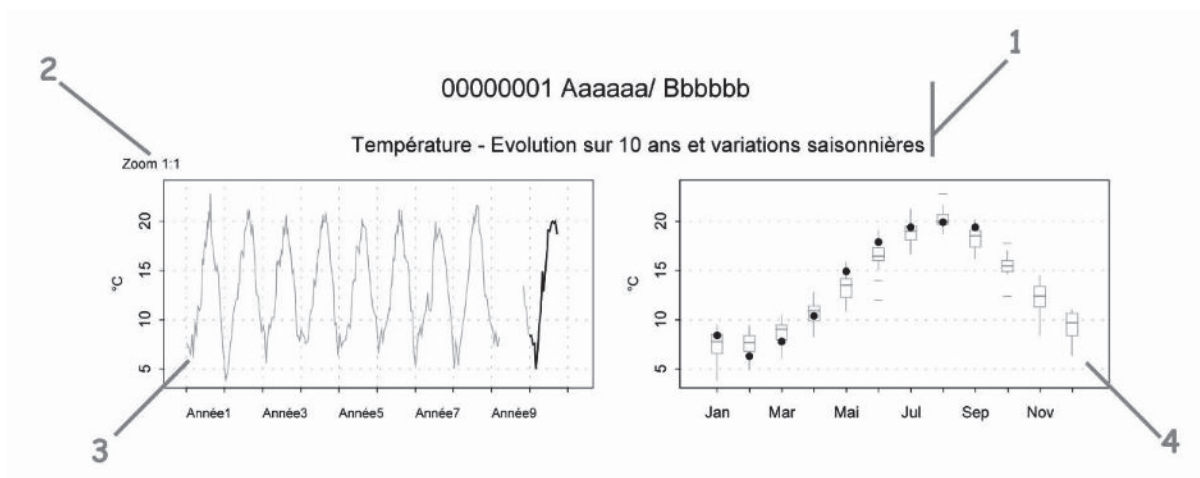 1
2
00000001 Aaaaaa/ Bbbbbb
Température - Evolution sur 10 ans et variations saisonnières
Zoom 1:1
°C
20
15
10
5
Année1 Année3 Année5 Année7 Année9
°C
20
15
10
5
Jan Mar Mai Jul Sep Nov
3
4